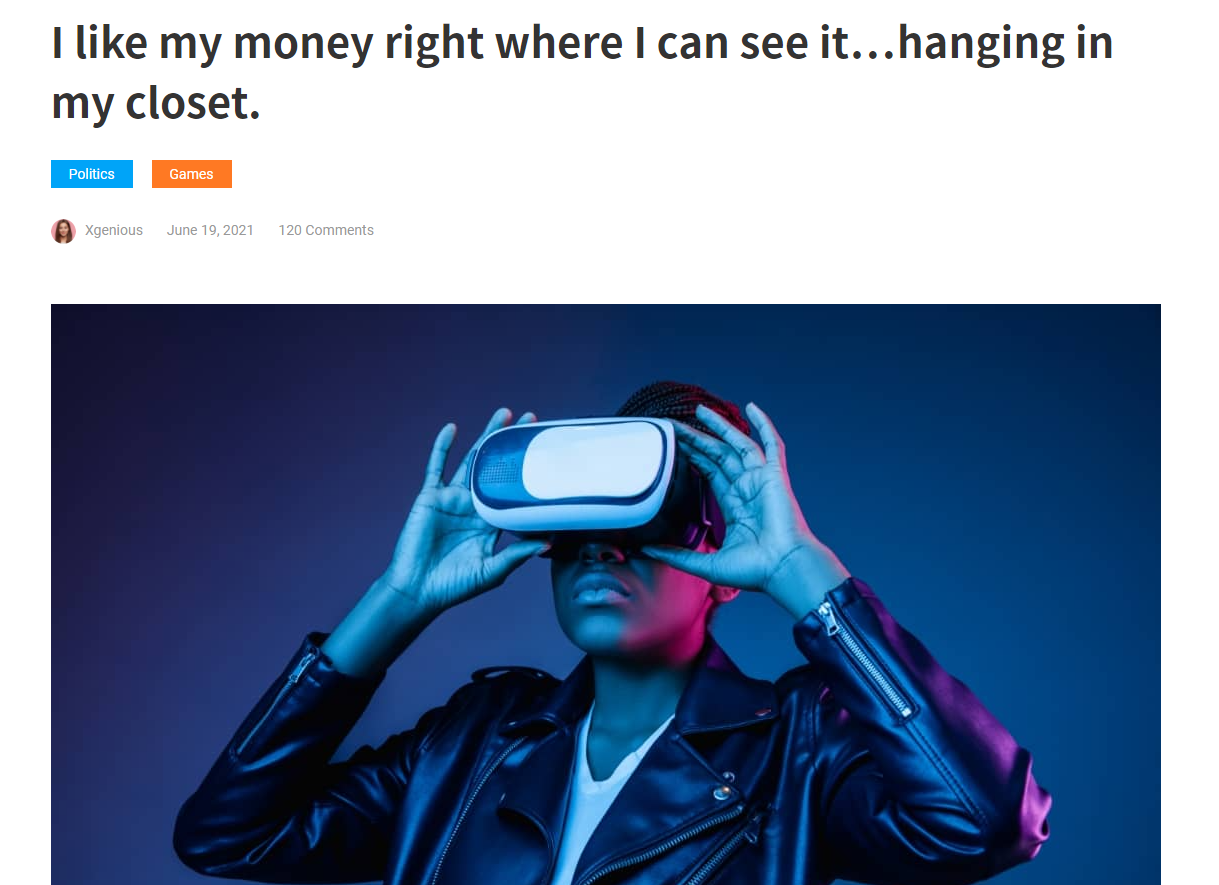 I like my money right where I can see it…hanging in
my closet.
Politics Games
Xgenious June 19, 2021 120 Comments